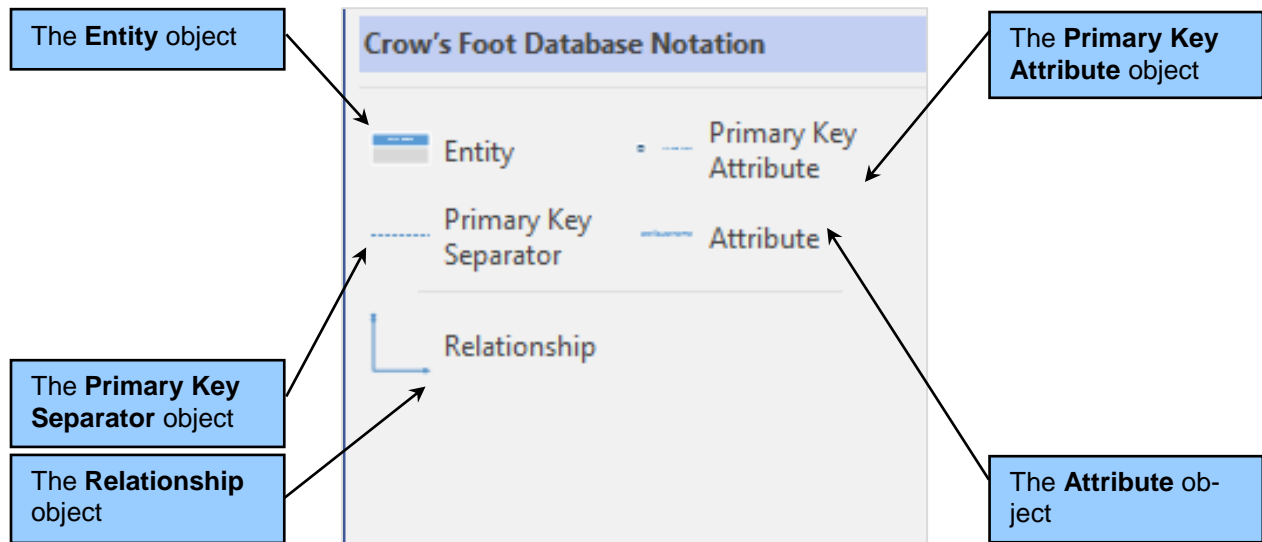 The Entity object
Crow's Foot Database Notation
The Primary Key
Attribute object
Entity
Primary Key
Attribute
Primary Key
Separator
Attribute
Relationship
The Primary Key
Separator object
The Relationship
object
The Attribute ob-
ject